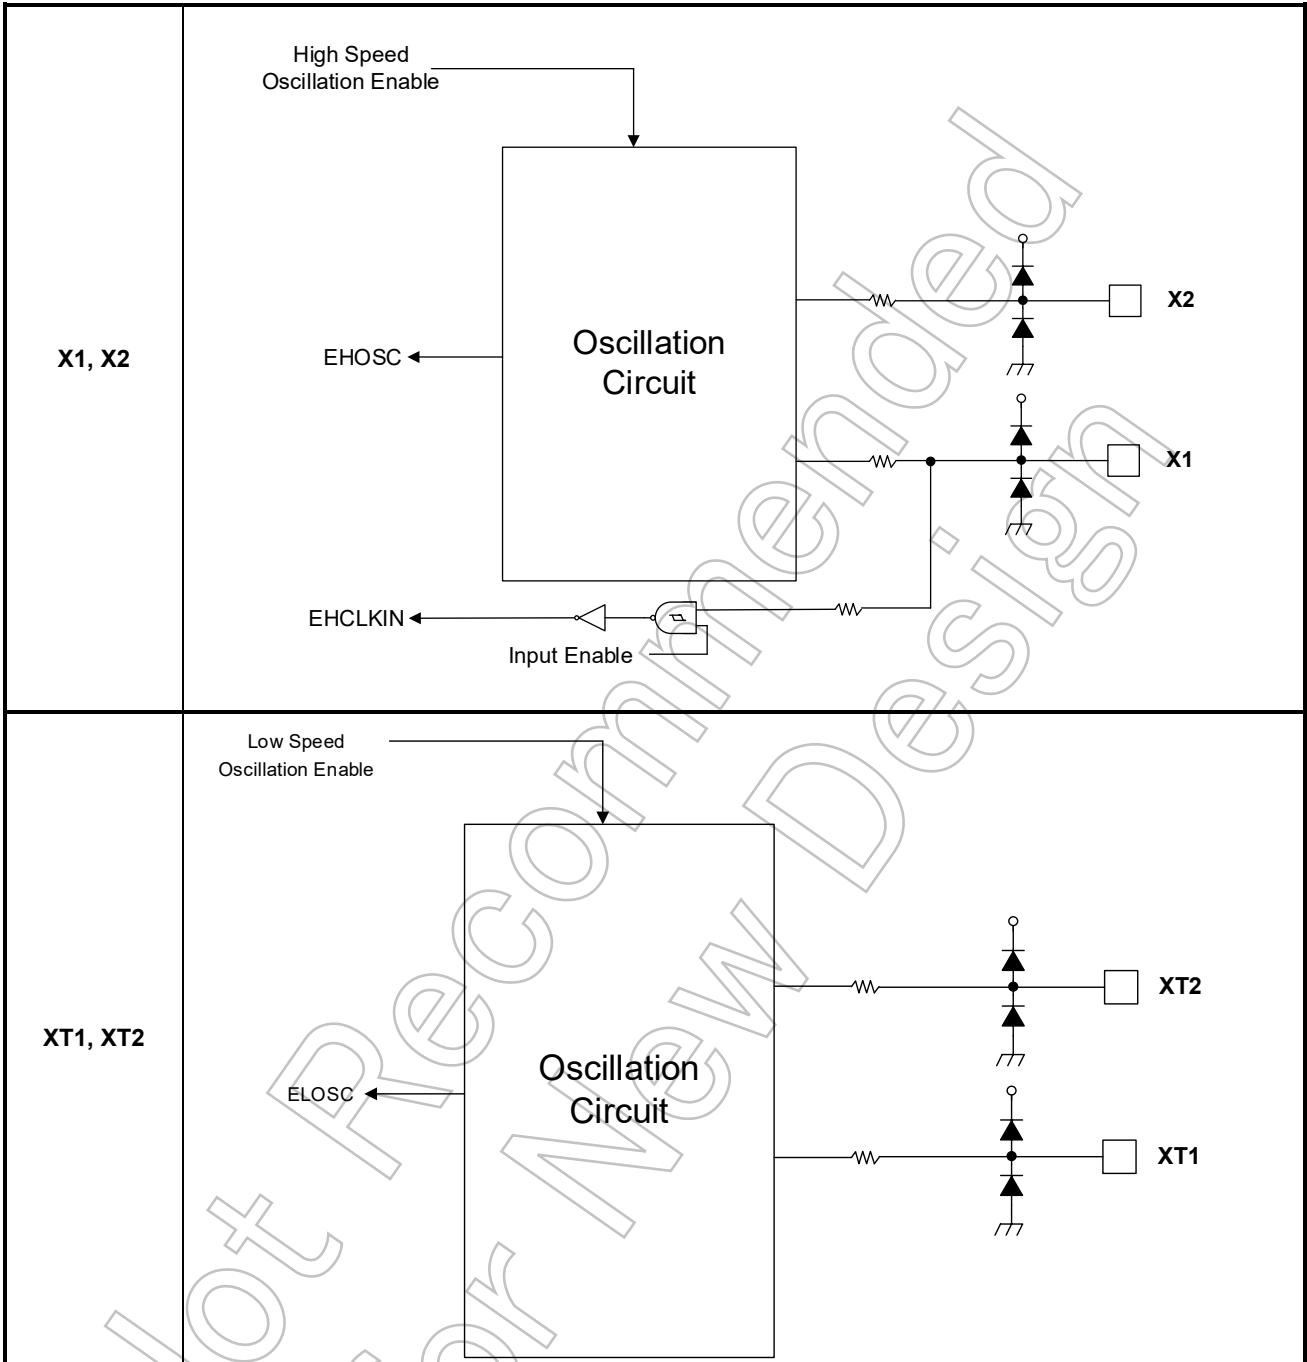 X1, X2
High Speed
Oscillation Enable
Oscillation
Circuit
EHOSC
X2
X1
EHCLKIN
Input Enable
XT1, XT2
Low Speed
Oscillation Enable
Oscillation
Circuit
ELOSC
XT2
XT1
Not Recommended
for New Design